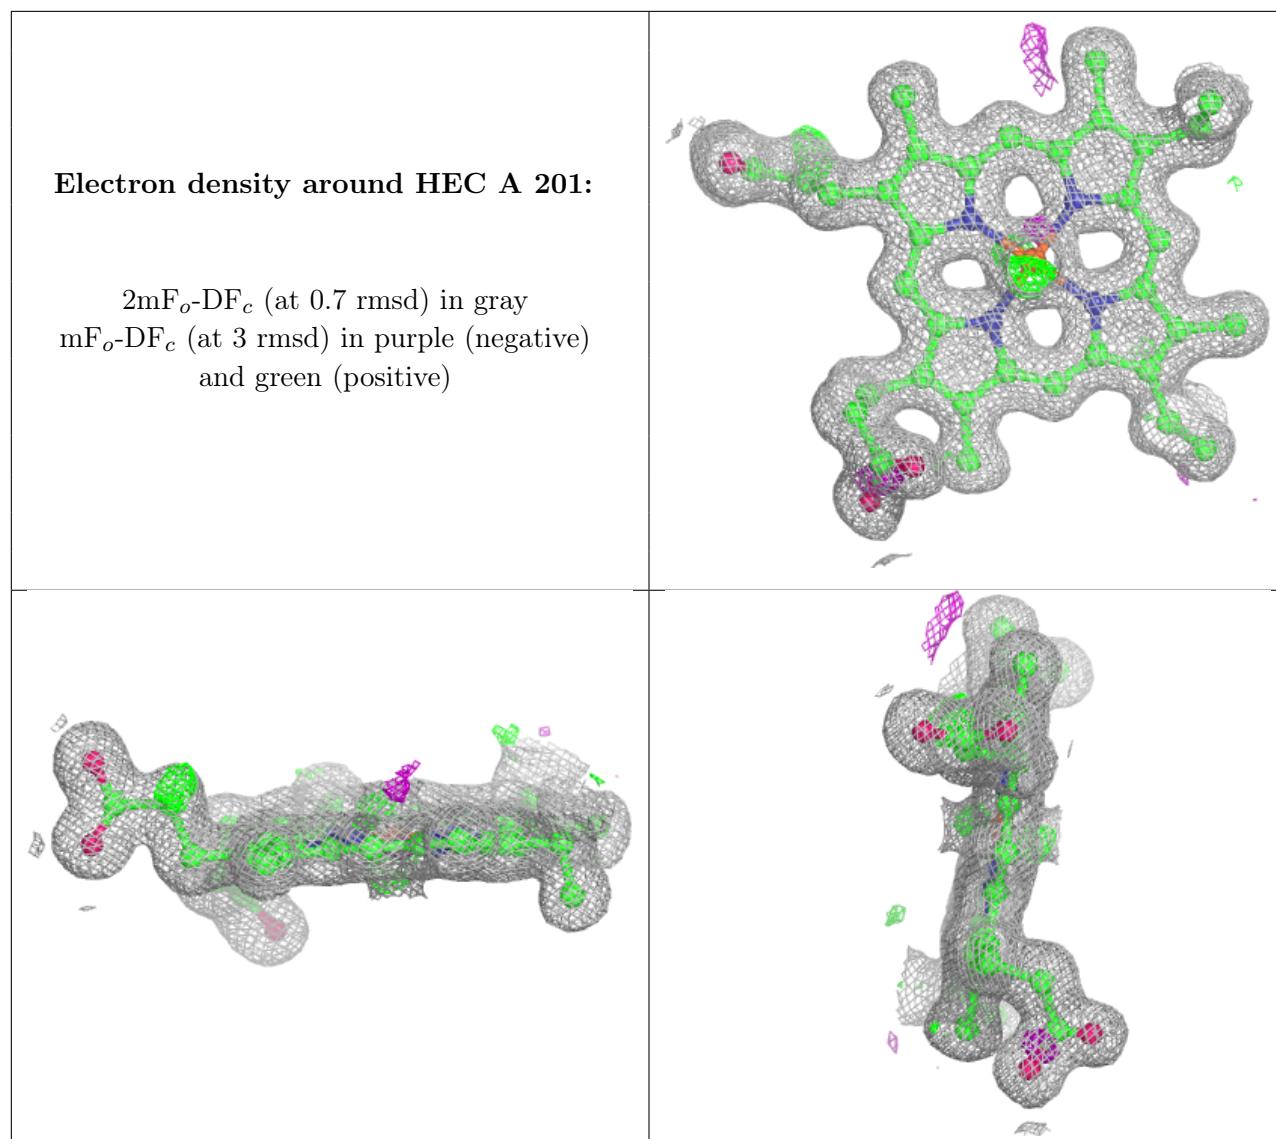 Electron density around HEC A 201:
2mFₒ-DF𝒸 (at 0.7 rmsd) in gray
mFₒ-DF𝒸 (at 3 rmsd) in purple (negative)
and green (positive)